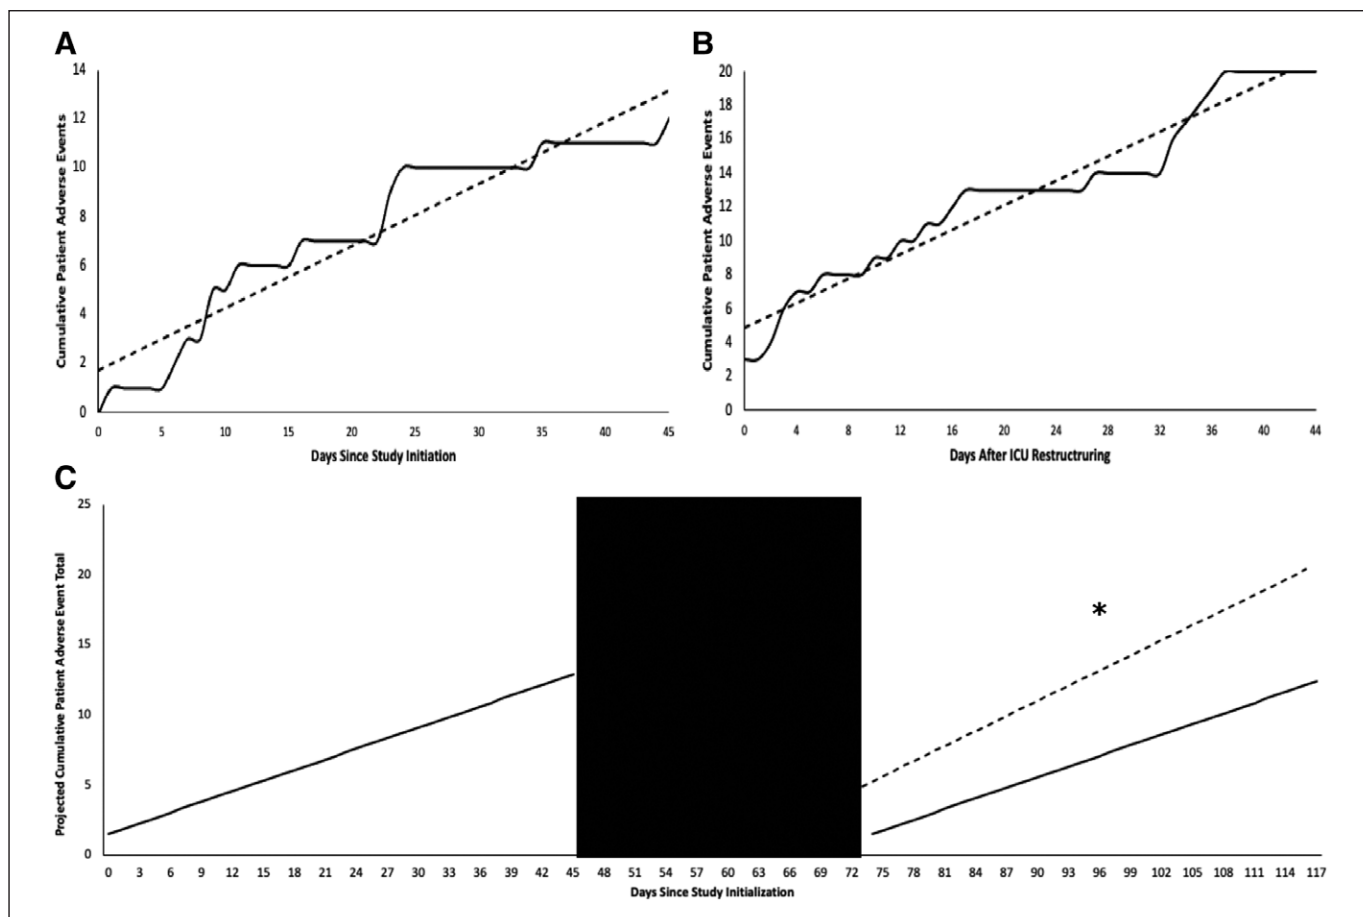 A
14
12
10
8
6
4
2
0
Cumulative Patient Adverse Events
0 5 10 15 20 25 30 35 40 45
Days Since Study Initiation
B
20
18
16
14
12
10
8
6
4
2
0
Cumulative Patient Adverse Events
0 4 8 12 16 20 24 28 32 36 40 44
Days After ICU Restructruring
C
25
20
15
10
5
0
Projected Cumulative Patient Adverse Event Total
*
0 3 6 9 12 15 18 21 24 27 30 33 36 39 42 45 48 51 54 57 60 63 66 69 72 75 78 81 84 87 90 93 96 99 102 105 108 111 114 117
Days Since Study Initialization